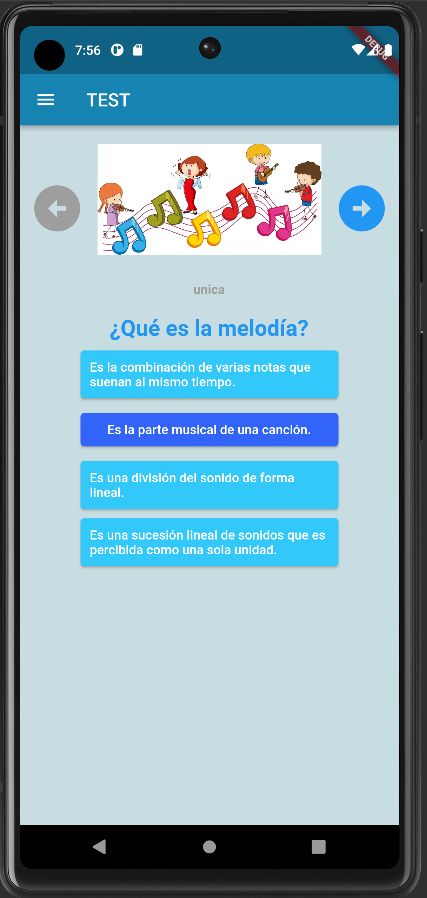 7:56
DEBUG
TEST
unica
¿Qué es la melodía?
Es la combinación de varias notas que
suenan al mismo tiempo.
Es la parte musical de una canción.
Es una división del sonido de forma
lineal.
Es una sucesión lineal de sonidos que es
percibida como una sola unidad.